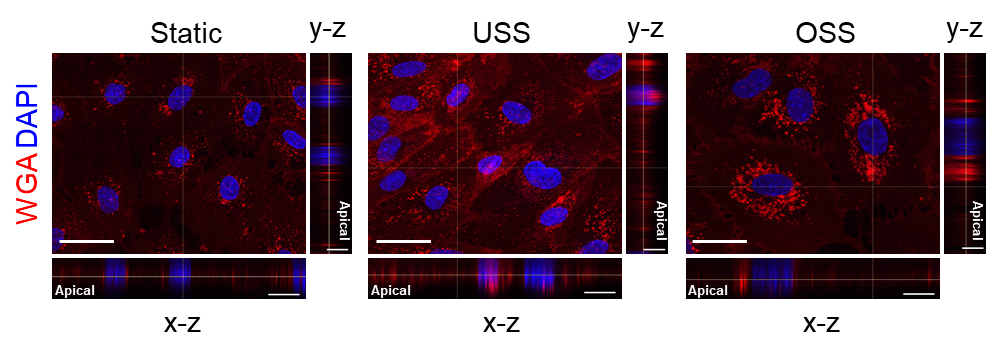 Static
y-z
USS
y-z
OSS
y-z
WGA DAPI
Apical
Apical
Apical
Apical
Apical
Apical
x-z
x-z
x-z